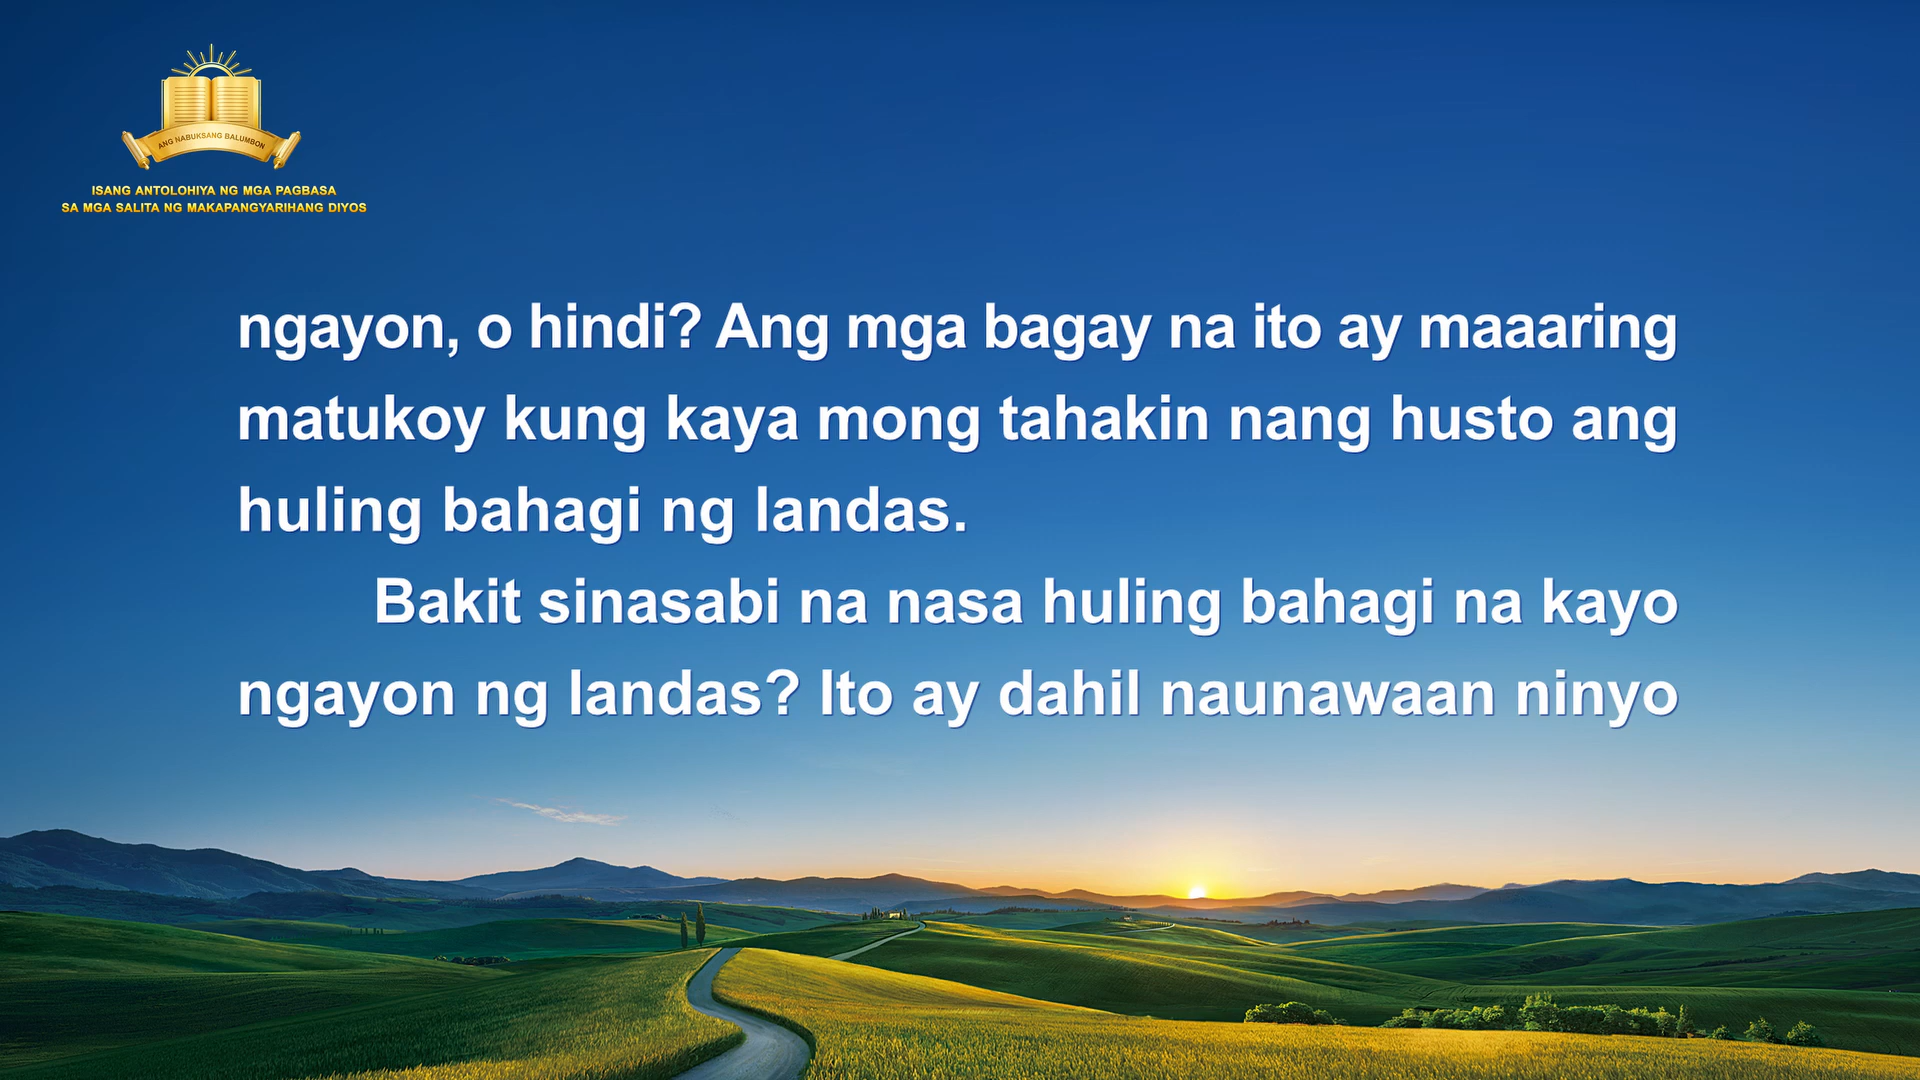 ANG NABUKSANG BALUMBON
ISANG ANTOLOHIYA NG MGA PAGBASA
SA MGA SALITA NG MAKAPANGYARIHANG DIYOS
ngayon, o hindi? Ang mga bagay na ito ay maaaring
matukoy kung kaya mong tahakin nang husto ang
huling bahagi ng landas.
Bakit sinasabi na nasa huling bahagi na kayo
ngayon ng landas? Ito ay dahil naunawaan ninyo